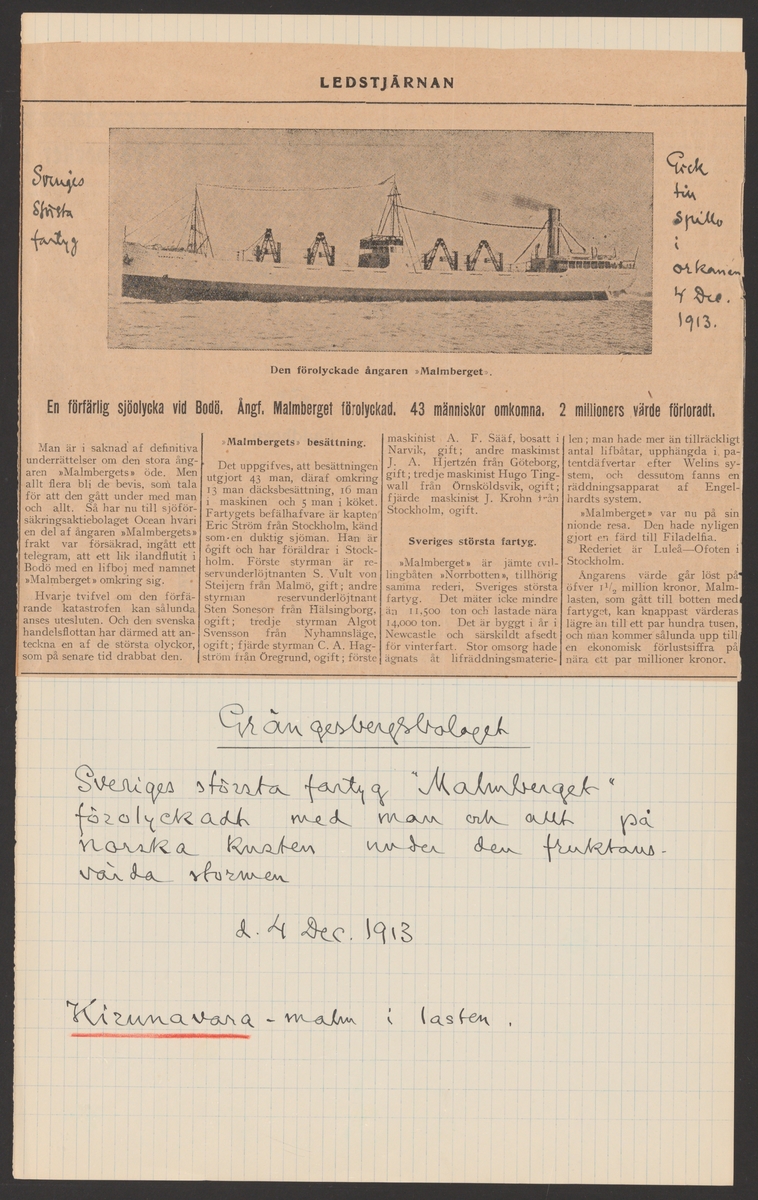 LEDSTJÄRNAN
Sveriges
största
fartyg
Gick
till
spillo
i
orkanen
4 Dec.
1913.
Den förolyckade ångaren »Malmberget».
En förfärlig sjöolycka vid Bodö. Ångf. Malmberget förolyckad. 43 människor omkomna. 2 millioners värde förloradt.
Man är i saknad af definitiva
underrättelser om den stora ång-
aren »Malmbergets» öde. Men
allt flera bli de bevis, som tala
för att den gått under med man
och allt. Så har nu till sjöför-
säkringsaktiebolaget Ocean hvari
en del af ångaren »Malmbergets»
frakt var försäkrad, ingått ett
telegram, att ett lik ilandflutit i
Bodö med en lifboj med namnet
»Malmberget» omkring sig.
Hvarje tvifvel om den förfä-
rande katastrofen kan sålunda
anses utesluten. Och den svenska
handelsflottan har därmed att an-
teckna en af de största olyckor,
som på senare tid drabbat den.
»Malmbergets» besättning.
Det uppgifves, att besättningen
utgjort 43 man, däraf omkring
13 man däcksbesättning, 16 man
i maskinen och 5 man i köket.
Fartygets befälhafvare är kapten
Eric Ström från Stockholm, känd
som en duktig sjöman. Han är
ogift och har föräldrar i Stock-
holm. Förste styrman är re-
servunderlöjtnanten S. Vult von
Steijern från Malmö, gift; andre
styrman reservunderlöjtnant
Sten Soneson från Hälsingborg,
ogift; tredje styrman Algot
Svensson från Nyhamnsläge,
ogift; fjärde styrman C. A. Hag-
ström från Öregrund, ogift; förste
maskinist A. F. Sääf, bosatt i
Narvik, gift; andre maskinist
J. A. Hjertzén från Göteborg,
gift; tredje maskinist Hugo Ting-
wall från Örnsköldsvik, ogift;
fjärde maskinist J. Krohn från
Stockholm, ogift.
Sveriges största fartyg.
»Malmberget» är jämte tvil-
lingbåten »Norrbotten», tillhörig
samma rederi, Sveriges största
fartyg. Det mäter icke mindre
än 11,500 ton och lastade nära
14,000 ton. Det är byggt i år i
Newcastle och särskildt afsedt
för vinterfart. Stor omsorg hade
ägnats åt lifräddningsmaterie-
len; man hade mer än tillräckligt
antal lifbåtar, upphängda i pa-
tentdäfvertar efter Welins sy-
stem, och dessutom fanns en
räddningsapparat af Engel-
hardts system.
»Malmberget» var nu på sin
nionde resa. Den hade nyligen
gjort en färd till Filadelfia.
Rederiet är Luleå—Ofoten i
Stockholm.
Ångarens värde går löst på
öfver 1½ million kronor. Malm-
lasten, som gått till botten med
fartyget, kan knappast värderas
lägre än till ett par hundra tusen,
och man kommer sålunda upp till
en ekonomisk förlustsiffra på
nära ett par millioner kronor.
Grängesbergsbolaget
Sveriges största fartyg "Malmberget"
förolyckadt med man och allt på
norska kusten under den fruktans-
värda stormen
d. 4 Dec. 1913
Kirunavara - malm i lasten.